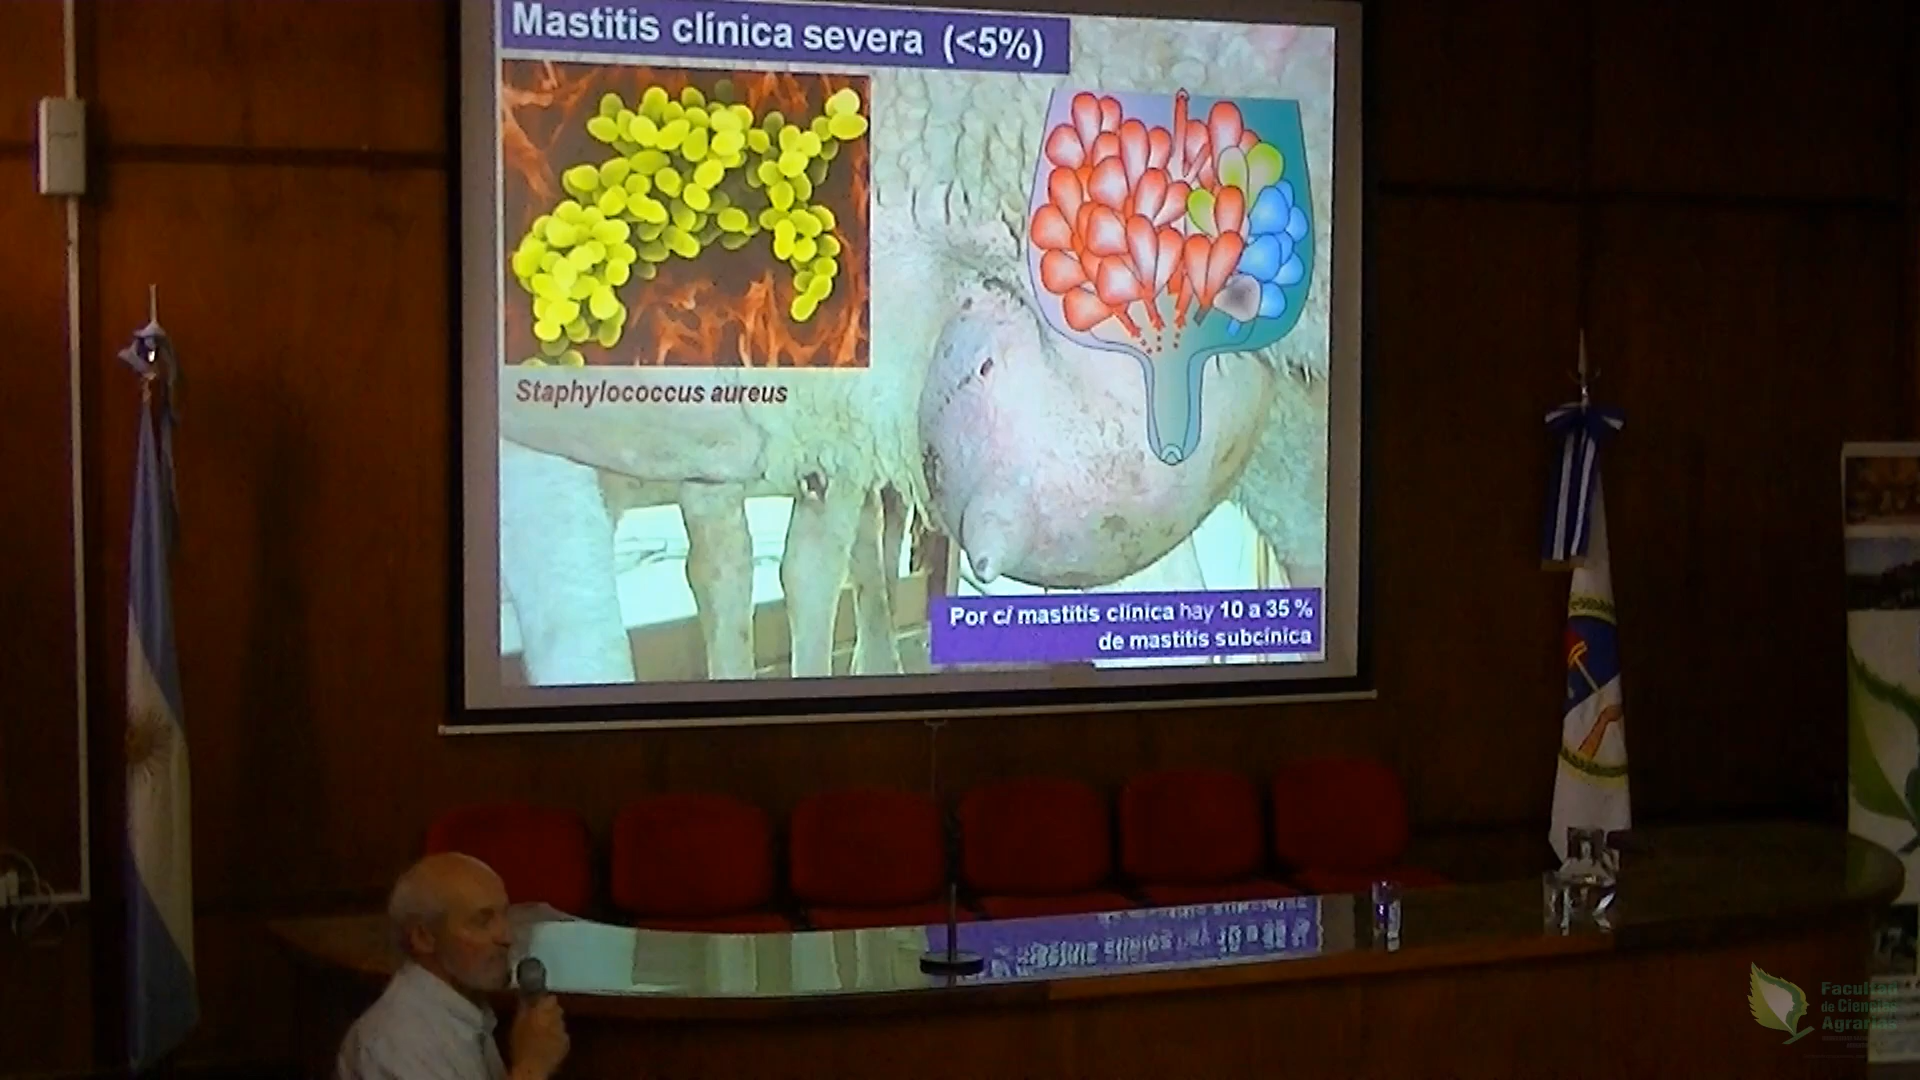 Mastitis clínica severa (<5%)
Staphylococcus aureus
Por c/ mastitis clínica hay 10 a 35 %
de mastitis subcínica
Facultad
de Ciencias
Agrarias